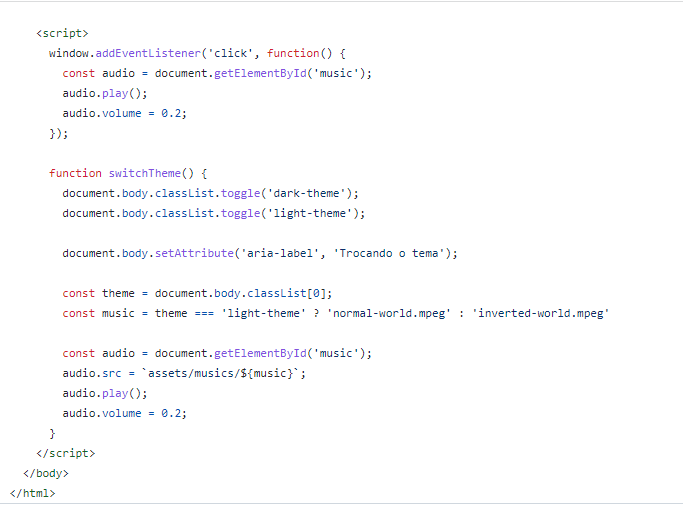 <script>
window.addEventListener('click', function() {
const audio = document.getElementById('music');
audio.play();
audio.volume = 0.2;
});
function switchTheme() {
document.body.classList.toggle('dark-theme');
document.body.classList.toggle('light-theme');
document.body.setAttribute('aria-label', 'Trocando o tema');
const theme = document.body.classList[0];
const music = theme === 'light-theme' ? 'normal-world.mpeg' : 'inverted-world.mpeg'
const audio = document.getElementById('music');
audio.src = `assets/musics/${music}`;
audio.play();
audio.volume = 0.2;
}
</script>
</body>
</html>